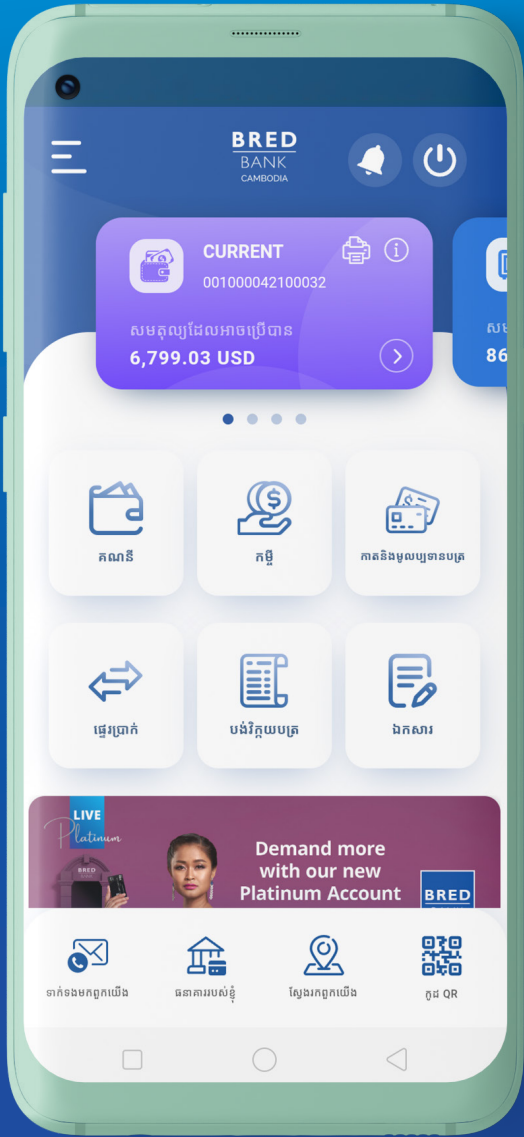 BRED
BANK
CAMBODIA
CURRENT
001000042100032
សមតុល្យដែលអាចប្រើបាន
6,799.03 USD
សម
86
គណនី
កម្ចី
កាតនិងមូលប្បទានបត្រ
ផ្ទេរប្រាក់
បង់វិក្កយបត្រ
ឯកសារ
LIVE
Platinum
BRED
Demand more
with our new
Platinum Account
BRED
ទាក់ទងមកពួកយើង
ធនាគាររបស់ខ្ញុំ
ស្វែងរកពួកយើង
កូដ QR